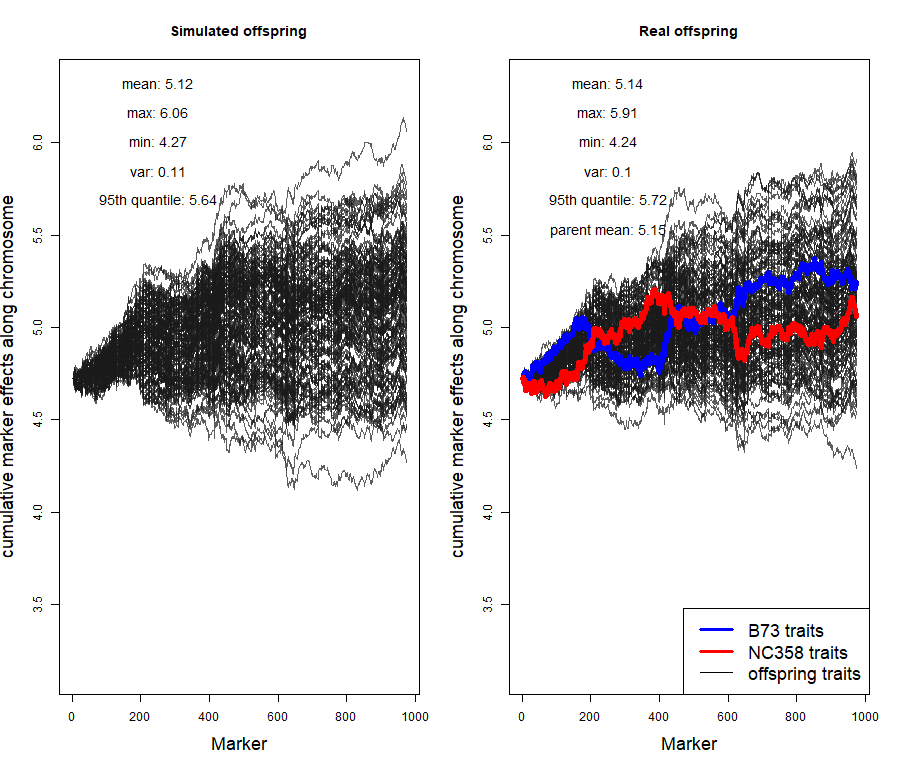 Simulated offspring
mean: 5.12
max: 6.06
min: 4.27
var: 0.11
95th quantile: 5.64
cumulative marker effects along chromosome
6.0
5.5
5.0
4.5
4.0
3.5
0 200 400 600 800 1000
Marker
Real offspring
mean: 5.14
max: 5.91
min: 4.24
var: 0.1
95th quantile: 5.72
parent mean: 5.15
cumulative marker effects along chromosome
6.0
5.5
5.0
4.5
4.0
3.5
B73 traits
NC358 traits
offspring traits
0 200 400 600 800 1000
Marker